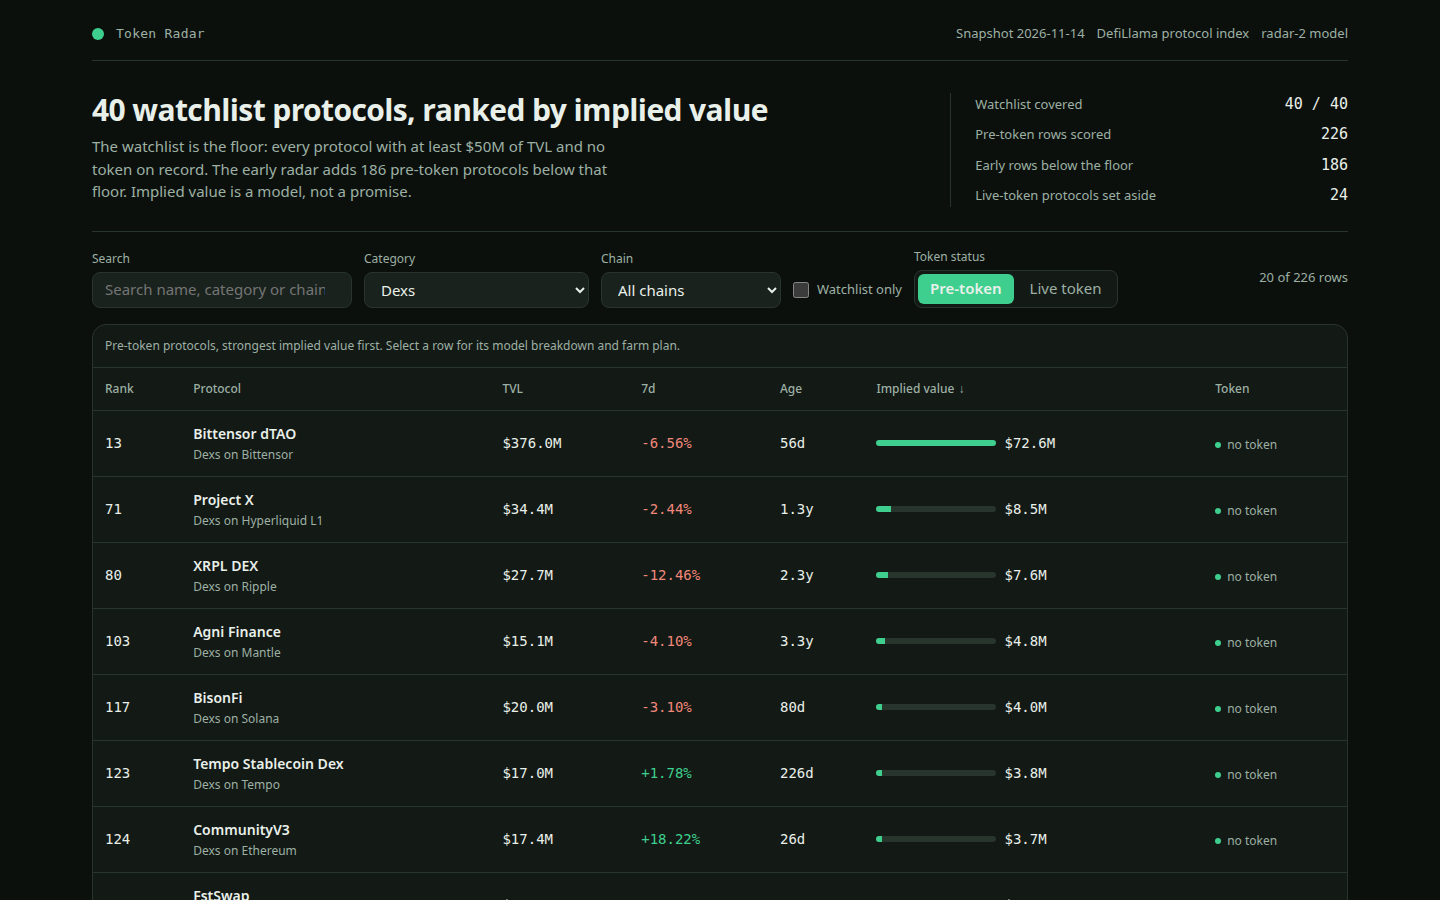 Token Radar
Snapshot 2026-11-14 DefiLlama protocol index radar-2 model
40 watchlist protocols, ranked by implied value
The watchlist is the floor: every protocol with at least $50M of TVL and no
token on record. The early radar adds 186 pre-token protocols below that
floor. Implied value is a model, not a promise.
Watchlist covered 40 / 40
Pre-token rows scored 226
Early rows below the floor 186
Live-token protocols set aside 24
Search
Search name, category or chain
Category
Dexs
Chain
All chains
Watchlist only
Token status
Pre-token Live token
20 of 226 rows
Pre-token protocols, strongest implied value first. Select a row for its model breakdown and farm plan.
Rank Protocol TVL 7d Age Implied value ↓ Token
13 Bittensor dTAO $376.0M -6.56% 56d $72.6M no token
Dexs on Bittensor
71 Project X $34.4M -2.44% 1.3y $8.5M no token
Dexs on Hyperliquid L1
80 XRPL DEX $27.7M -12.46% 2.3y $7.6M no token
Dexs on Ripple
103 Agni Finance $15.1M -4.10% 3.3y $4.8M no token
Dexs on Mantle
117 BisonFi $20.0M -3.10% 80d $4.0M no token
Dexs on Solana
123 Tempo Stablecoin Dex $17.0M +1.78% 226d $3.8M no token
Dexs on Tempo
124 CommunityV3 $17.4M +18.22% 26d $3.7M no token
Dexs on Ethereum
FstSwap